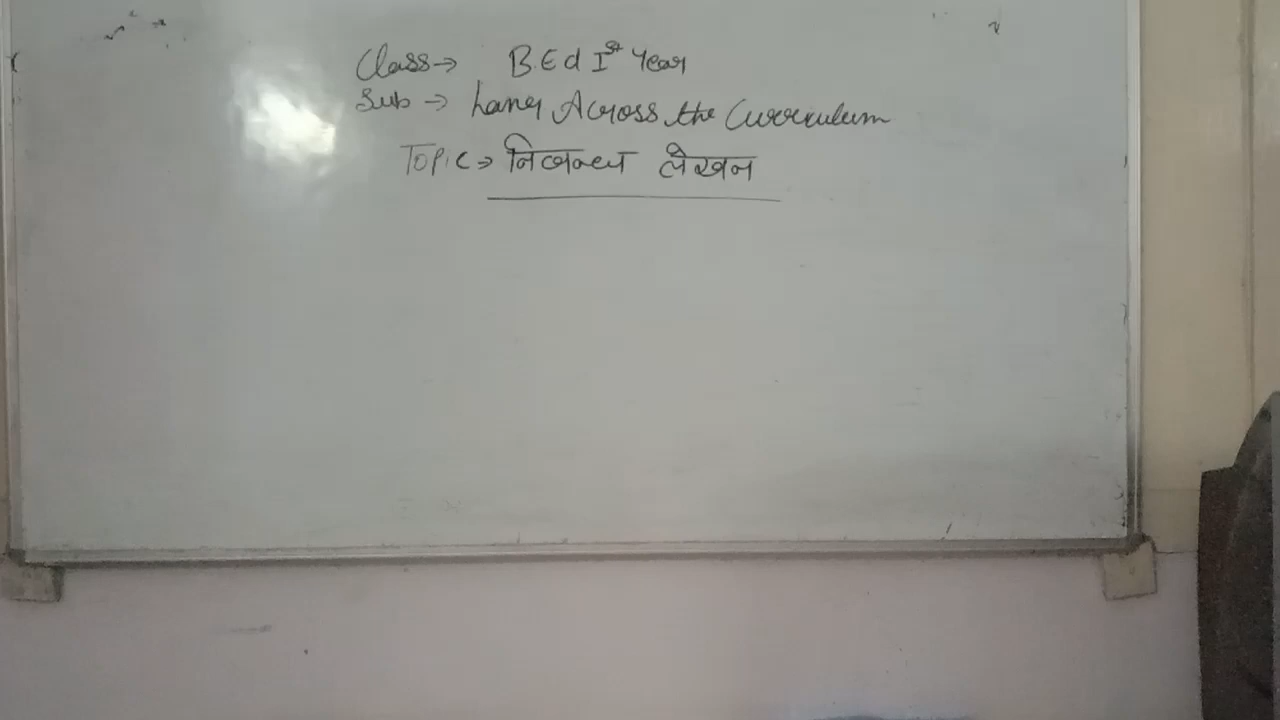 Class→ B.Ed Ist Year
Sub → Lang Across the Curriculum
Topic→ निबन्ध लेखन